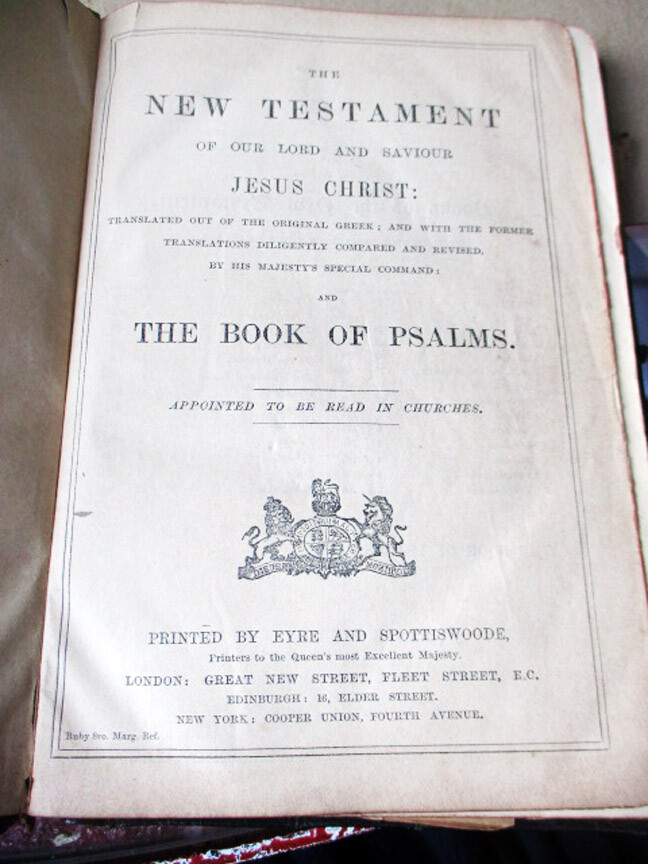 THE
NEW TESTAMENT
OF OUR LORD AND SAVIOUR
JESUS CHRIST:
TRANSLATED OUT OF THE ORIGINAL GREEK; AND WITH THE FORMER
TRANSLATIONS DILIGENTLY COMPARED AND REVISED,
BY HIS MAJESTY'S SPECIAL COMMAND:
AND
THE BOOK OF PSALMS.
APPOINTED TO BE READ IN CHURCHES.
PRINTED BY EYRE AND SPOTTISWOODE,
Printers to the Queen's most Excellent Majesty.
LONDON: GREAT NEW STREET, FLEET STREET, E.C.
EDINBURGH: 16, ELDER STREET.
NEW YORK: COOPER UNION, FOURTH AVENUE.
Ruby 8vo. Marg. Ref.